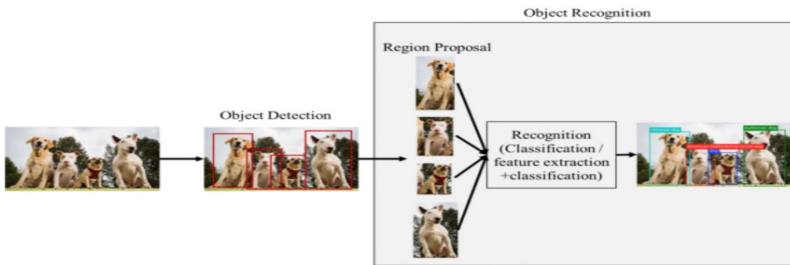 Object Recognition
Region Proposal
Object Detection
Recognition
(Classification /
feature extraction
+classification)